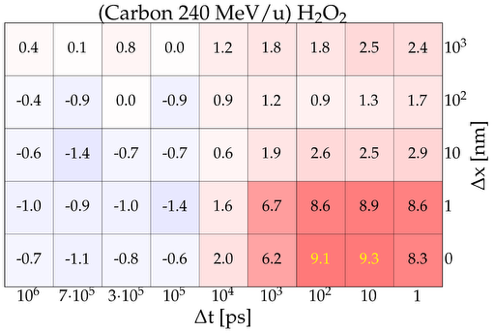 (Carbon 240 MeV/u) H₂O₂
0.4 0.1 0.8 0.0 1.2 1.8 1.8 2.5 2.4 10³
-0.4 -0.9 0.0 -0.9 0.9 1.2 0.9 1.3 1.7 10²
-0.6 -1.4 -0.7 -0.7 0.6 1.9 2.6 2.5 2.9 10
-1.0 -0.9 -1.0 -1.4 1.6 6.7 8.6 8.9 8.6 1
-0.7 -1.1 -0.8 -0.6 2.0 6.2 9.1 9.3 8.3 0
10⁶ 7·10⁵ 3·10⁵ 10⁵ 10⁴ 10³ 10² 10 1
Δt [ps]
Δx [nm]